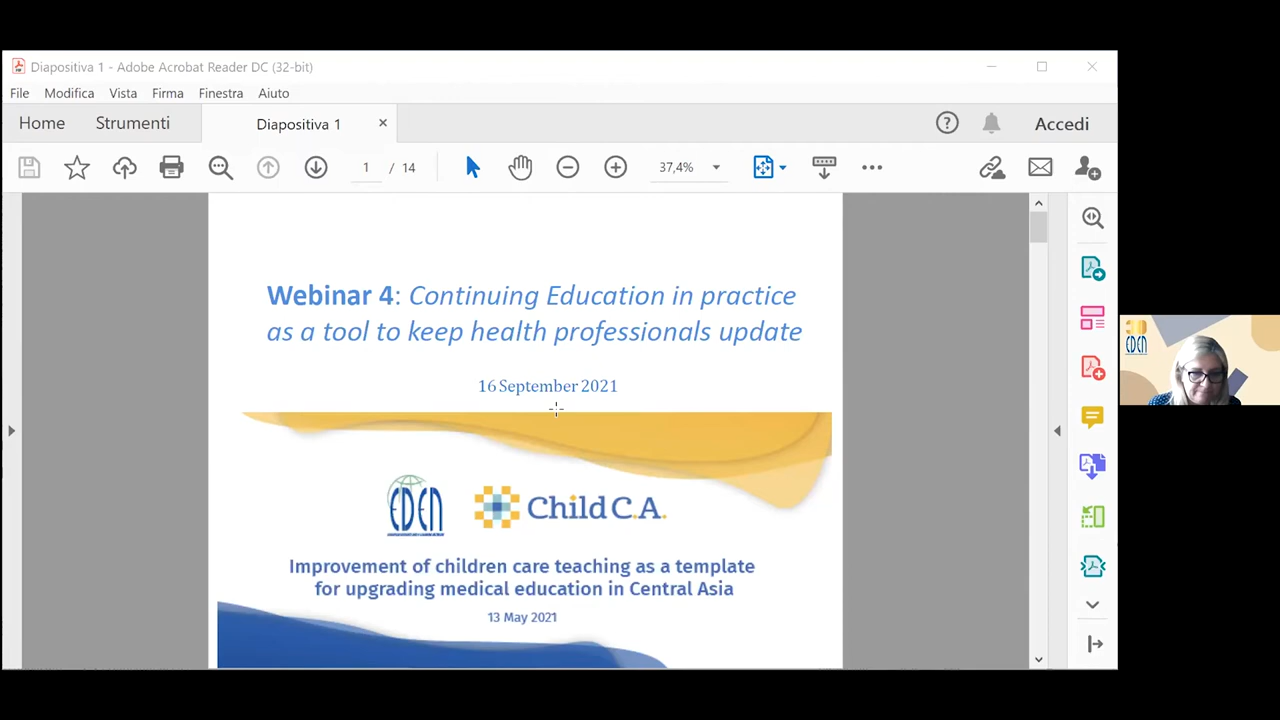 Diapositiva 1 - Adobe Acrobat Reader DC (32-bit)
File Modifica Vista Firma Finestra Aiuto
Home Strumenti Diapositiva 1 Accedi
1 / 14 37,4%
Webinar 4: Continuing Education in practice
as a tool to keep health professionals update
16 September 2021
EDEN
EDEN Child C.A.
Improvement of children care teaching as a template
for upgrading medical education in Central Asia
13 May 2021